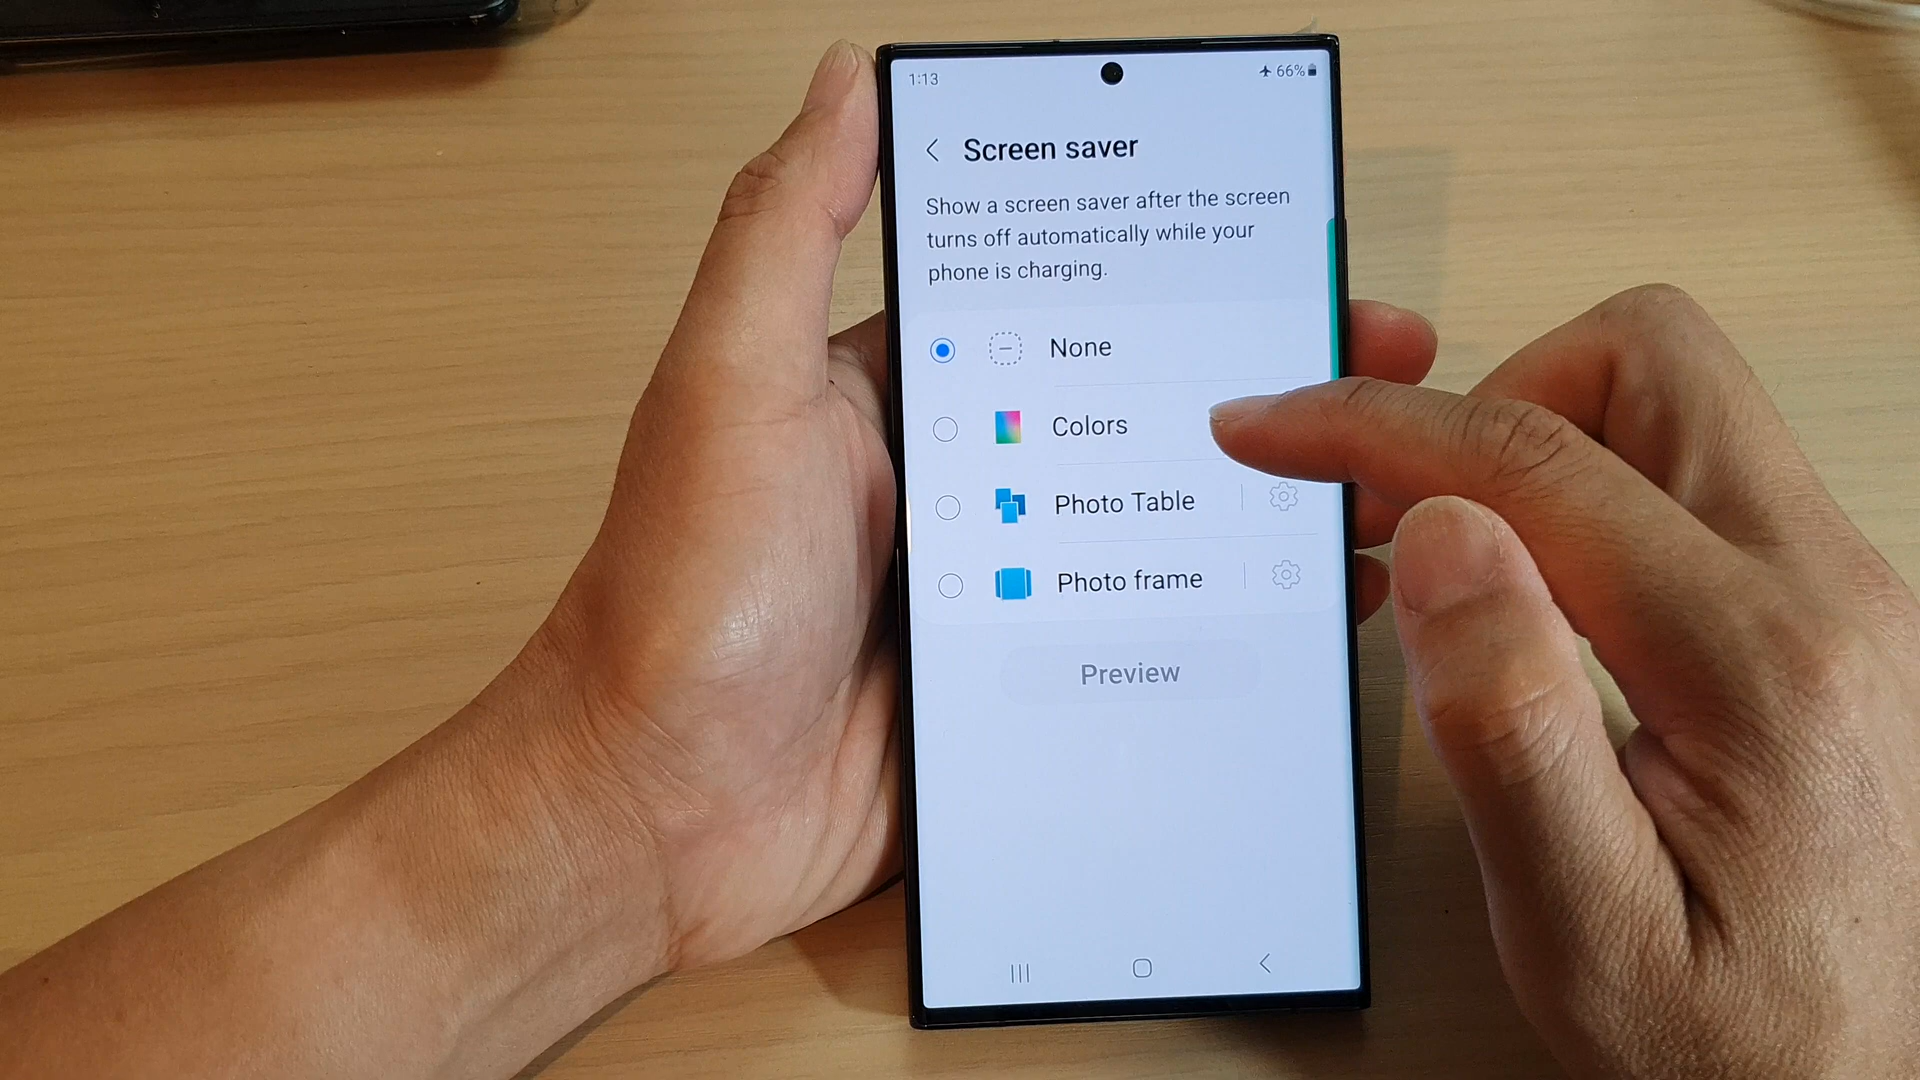 1:13
66%
Screen saver
Show a screen saver after the screen
turns off automatically while your
phone is charging.
None
Colors
Photo Table
Photo frame
Preview